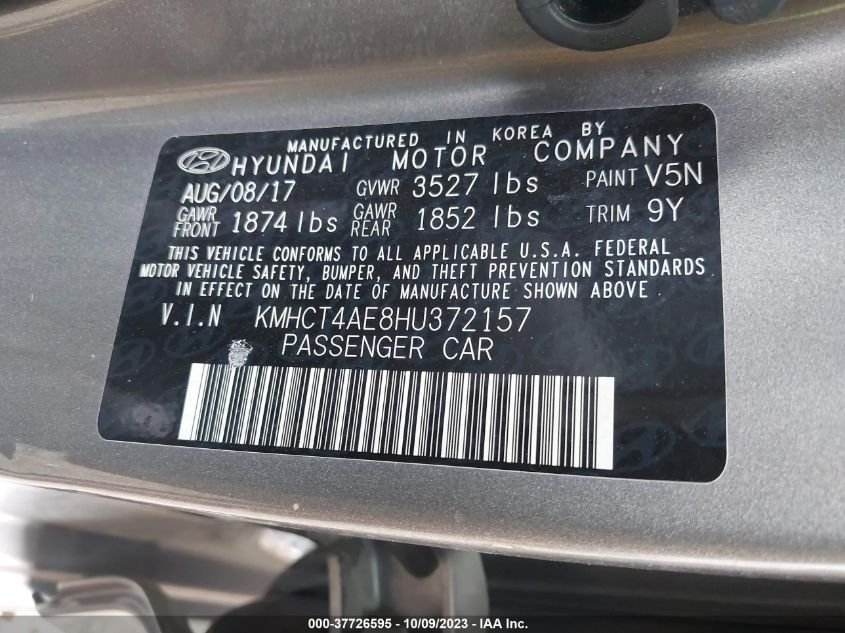 MANUFACTURED IN KOREA BY
HYUNDAI MOTOR COMPANY
AUG/08/17 GVWR 3527 lbs PAINT V5N
GAWR FRONT 1874 lbs GAWR REAR 1852 lbs TRIM 9Y
THIS VEHICLE CONFORMS TO ALL APPLICABLE U.S.A. FEDERAL
MOTOR VEHICLE SAFETY, BUMPER, AND THEFT PREVENTION STANDARDS
IN EFFECT ON THE DATE OF MANUFACTURE SHOWN ABOVE
V.I.N KMHCT4AE8HU372157
PASSENGER CAR
000-37726595 - 10/09/2023 - COPYRIGHT IAA, Inc.